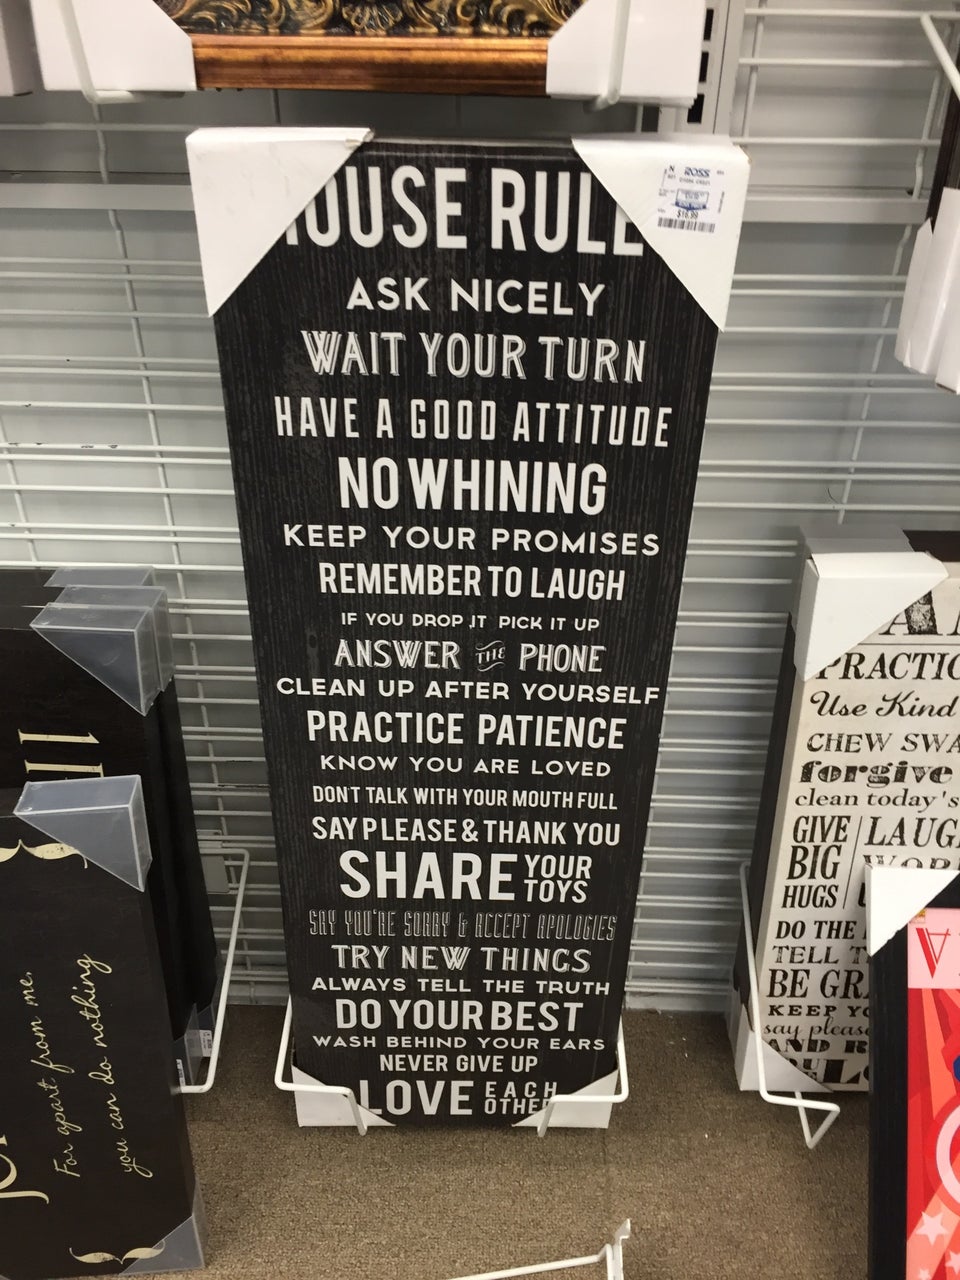 OUSE RULE
ROSS
$16.99
ASK NICELY
WAIT YOUR TURN
HAVE A GOOD ATTITUDE
NO WHINING
KEEP YOUR PROMISES
REMEMBER TO LAUGH
IF YOU DROP IT PICK IT UP
ANSWER THE PHONE
CLEAN UP AFTER YOURSELF
PRACTICE PATIENCE
KNOW YOU ARE LOVED
DONT TALK WITH YOUR MOUTH FULL
SAY PLEASE & THANK YOU
SHARE YOUR TOYS
SAY YOU'RE SORRY & ACCEPT APOLOGIES
TRY NEW THINGS
ALWAYS TELL THE TRUTH
DO YOUR BEST
WASH BEHIND YOUR EARS
NEVER GIVE UP
LOVE EACH OTHE
For apart from me,
you can do nothing
PRACTIC
Use Kind
CHEW SWA
forgive
clean today's
GIVE BIG HUGS
LAUG
DO THE
TELL T
BE GR
KEEP YO
say please
AND